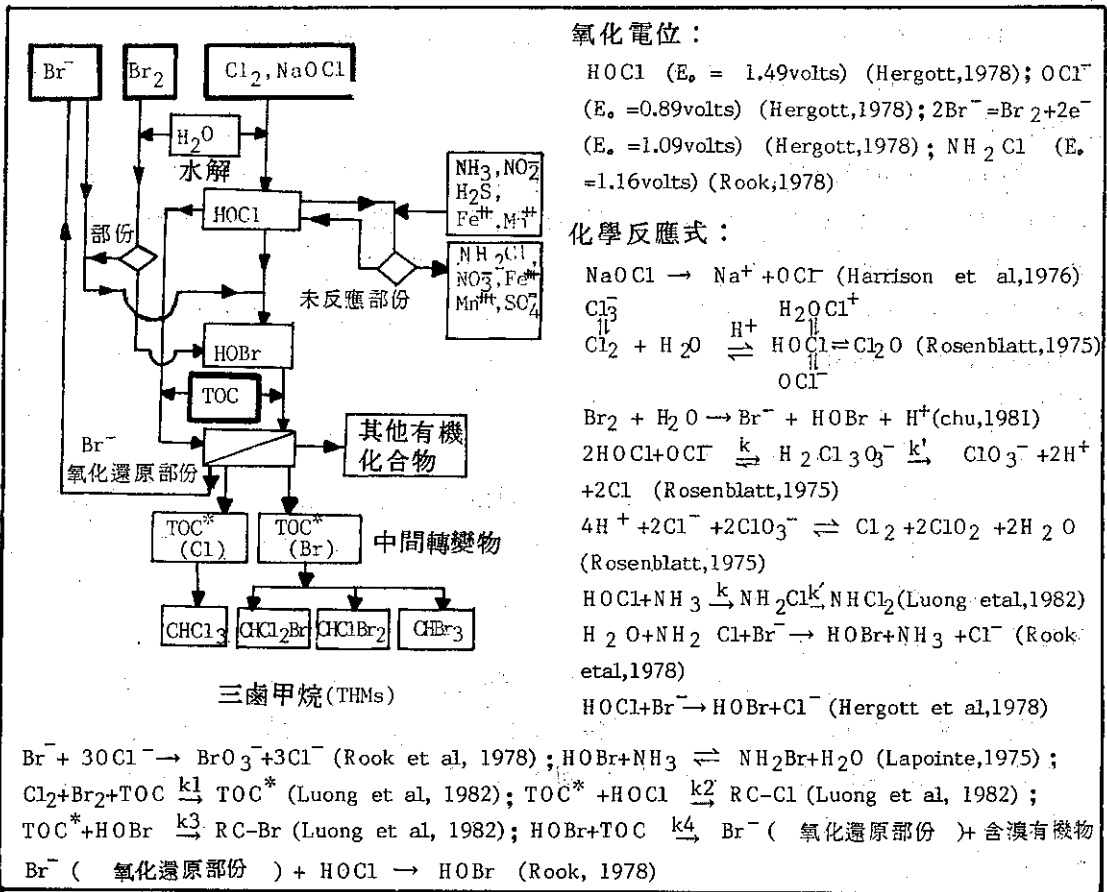 Br⁻
Br₂
Cl₂,NaOCl
H₂O
水解
HOCl
NH₃,NO₂⁻
H₂S,
Fe⁺⁺,Mn⁺⁺
部份
NH₂Cl,
NO₃⁻,Fe⁺⁺⁺
Mn⁺⁺⁺,SO₄⁼
未反應部份
HOBr
TOC
Br⁻
氧化還原部份
其他有機
化合物
TOC*
(Cl)
TOC*
(Br)
中間轉變物
CHCl₃
CHCl₂Br
CHClBr₂
CHBr₃
三鹵甲烷(THMs)
氧化電位：
HOCl (E₀ = 1.49volts) (Hergott,1978)；OCl⁻
(E₀ =0.89volts) (Hergott,1978)；2Br⁻=Br₂+2e⁻
(E₀ =1.09volts) (Hergott,1978)；NH₂Cl (E₀
=1.16volts) (Rook,1978)
化學反應式：
NaOCl → Na⁺ +OCl⁻ (Harrison et al,1976)
Cl₃⁻ H₂OCl⁺
⇅ ⇅
Cl₂ + H₂O ⇌ H⁺ HOCl⇌Cl₂O (Rosenblatt,1975)
⇅
OCl⁻
Br₂ + H₂O → Br⁻ + HOBr + H⁺(chu,1981)
2HOCl+OCl⁻ k ⇌ H₂Cl₃O₃⁻ k' → ClO₃⁻ +2H⁺
+2Cl (Rosenblatt,1975)
4H⁺ +2Cl⁻ +2ClO₃⁻ ⇌ Cl₂ +2ClO₂ +2H₂O
(Rosenblatt,1975)
HOCl+NH₃ k → NH₂Cl k' → NHCl₂(Luong etal,1982)
H₂O+NH₂Cl+Br⁻ → HOBr+NH₃ +Cl⁻ (Rook
etal,1978)
HOCl+Br⁻→ HOBr+Cl⁻ (Hergott et al,1978)
Br⁻+ 3OCl⁻→ BrO₃⁻+3Cl⁻ (Rook et al, 1978)；HOBr+NH₃ ⇌ NH₂Br+H₂O (Lapointe,1975)；
Cl₂+Br₂+TOC k1 → TOC* (Luong et al, 1982)；TOC* +HOCl k2 → RC-Cl (Luong et al, 1982)；
TOC*+HOBr k3 → RC-Br (Luong et al, 1982)；HOBr+TOC k4 → Br⁻( 氧化還原部份 )+ 含溴有機物
Br⁻ ( 氧化還原部份 ) + HOCl → HOBr (Rook, 1978)